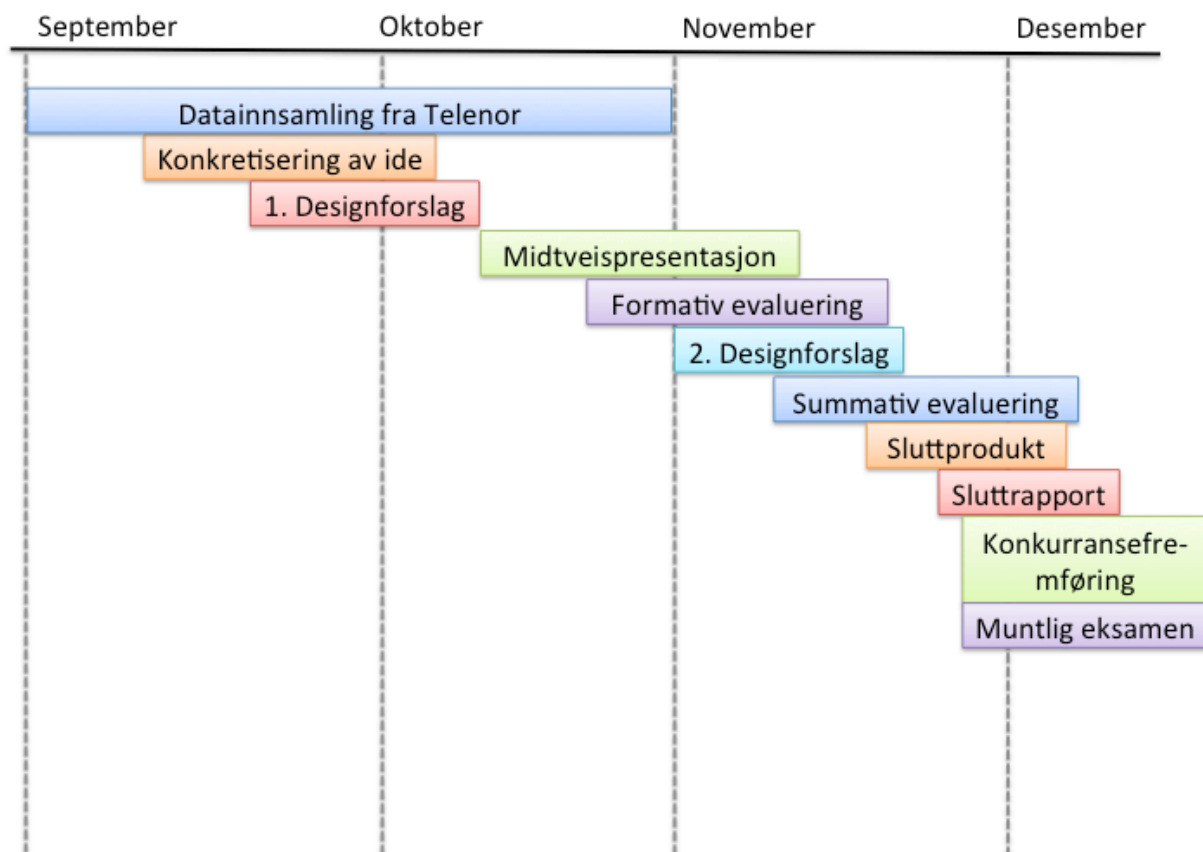 September Oktober November Desember
Datainnsamling fra Telenor
Konkretisering av ide
1. Designforslag
Midtveispresentasjon
Formativ evaluering
2. Designforslag
Summativ evaluering
Sluttprodukt
Sluttrapport
Konkurransefre-
mføring
Muntlig eksamen